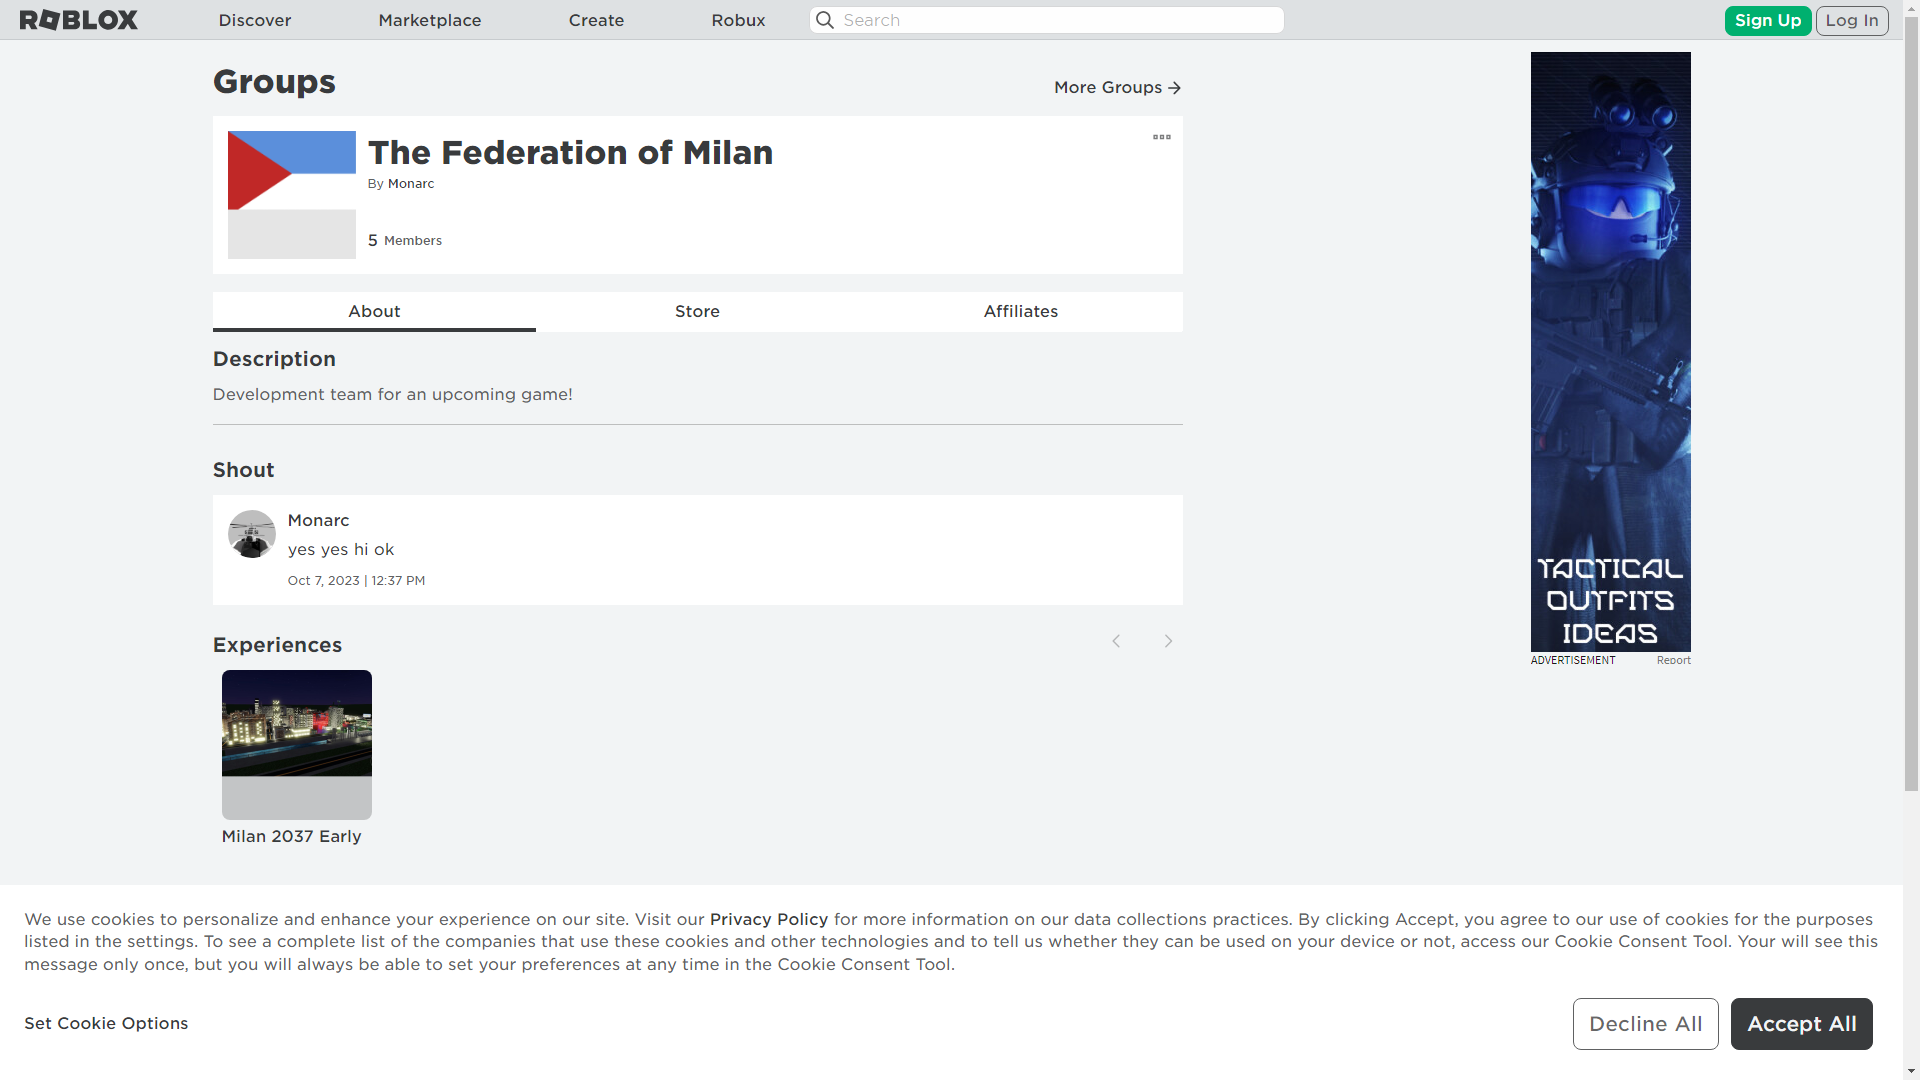 ROBLOX
Discover
Marketplace
Create
Robux
Search
Sign Up
Log In
Groups
More Groups
The Federation of Milan
By Monarc
5 Members
About
Store
Affiliates
Description
Development team for an upcoming game!
Shout
Monarc
yes yes hi ok
Oct 7, 2023 | 12:37 PM
Experiences
Milan 2037 Early
TACTICAL
OUTFITS
IDEAS
ADVERTISEMENT
Report
We use cookies to personalize and enhance your experience on our site. Visit our Privacy Policy for more information on our data collections practices. By clicking Accept, you agree to our use of cookies for the purposes
listed in the settings. To see a complete list of the companies that use these cookies and other technologies and to tell us whether they can be used on your device or not, access our Cookie Consent Tool. Your will see this
message only once, but you will always be able to set your preferences at any time in the Cookie Consent Tool.
Set Cookie Options
Decline All
Accept All